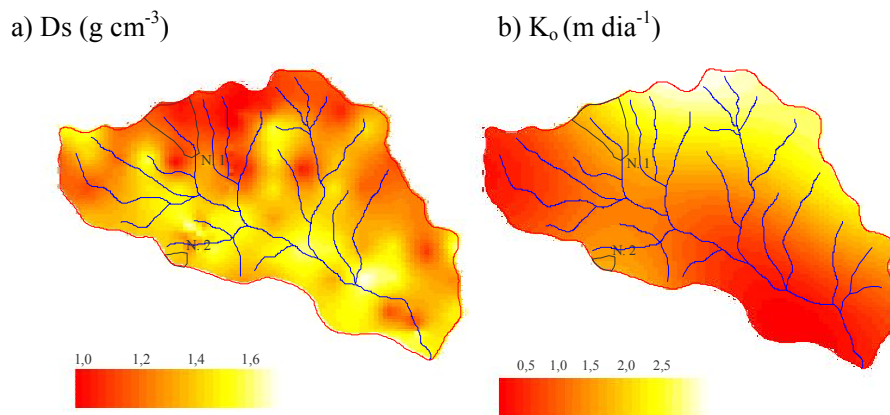 a) Ds (g cm⁻³)
b) Kₒ (m dia⁻¹)
N. 1
N. 2
N. 1
N. 2
1,0 1,2 1,4 1,6
0,5 1,0 1,5 2,0 2,5